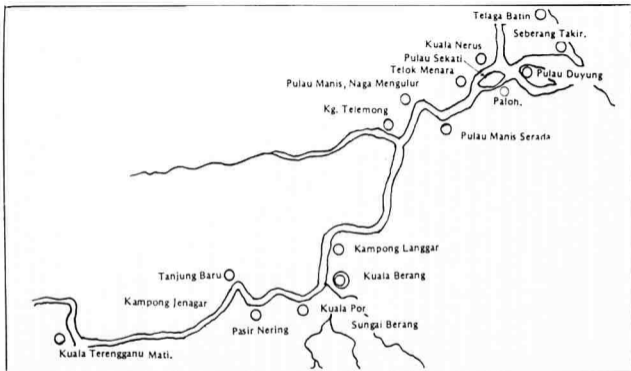 Telaga Batin
Seberang Takir.
Kuala Nerus
Pulau Sekati
Telok Menara
Pulau Duyung
Pulau Manis, Naga Mengulur
Paloh.
Kg. Telemong
Pulau Manis Serada
Kampong Langgar
Tanjung Baru
Kuala Berang
Kampong Jenagar
Kuala Por
Pasir Nering
Sungai Berang
Kuala Terengganu Mati.